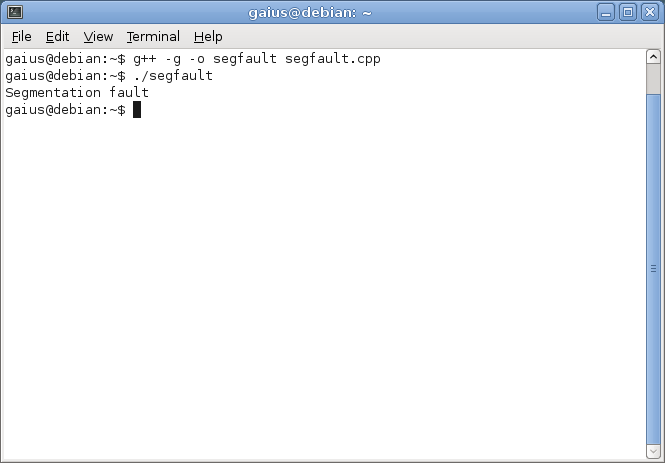 gaius@debian: ~
File Edit View Terminal Help
gaius@debian:~$ g++ -g -o segfault segfault.cpp
gaius@debian:~$ ./segfault
Segmentation fault
gaius@debian:~$